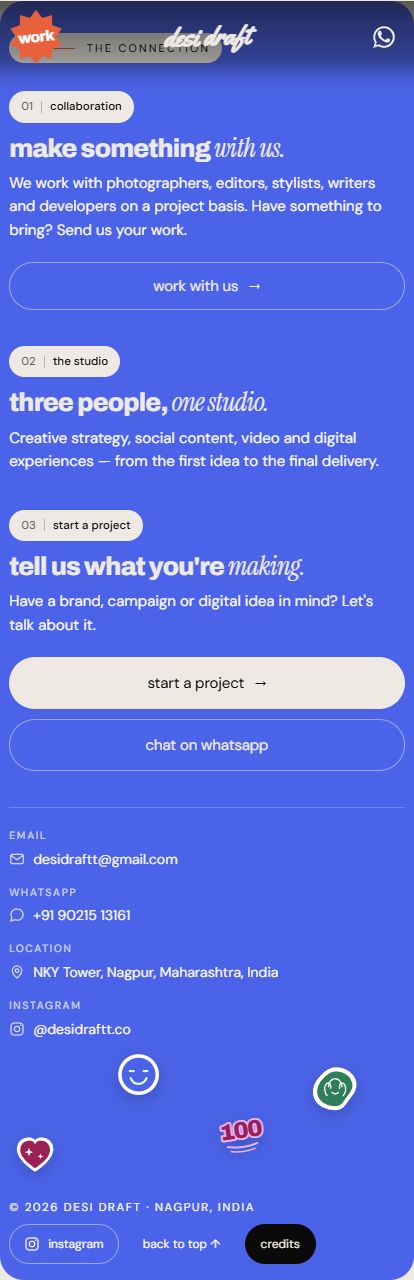 work
THE CONNECTION
desi draft
01 | collaboration
make something with us.
We work with photographers, editors, stylists, writers
and developers on a project basis. Have something to
bring? Send us your work.
work with us →
02 | the studio
three people, one studio.
Creative strategy, social content, video and digital
experiences — from the first idea to the final delivery.
03 | start a project
tell us what you're making.
Have a brand, campaign or digital idea in mind? Let's
talk about it.
start a project →
chat on whatsapp
EMAIL
desidraftt@gmail.com
WHATSAPP
+91 90215 13161
LOCATION
NKY Tower, Nagpur, Maharashtra, India
INSTAGRAM
@desidraftt.co
100
© 2026 DESI DRAFT · NAGPUR, INDIA
instagram
back to top ↑
credits